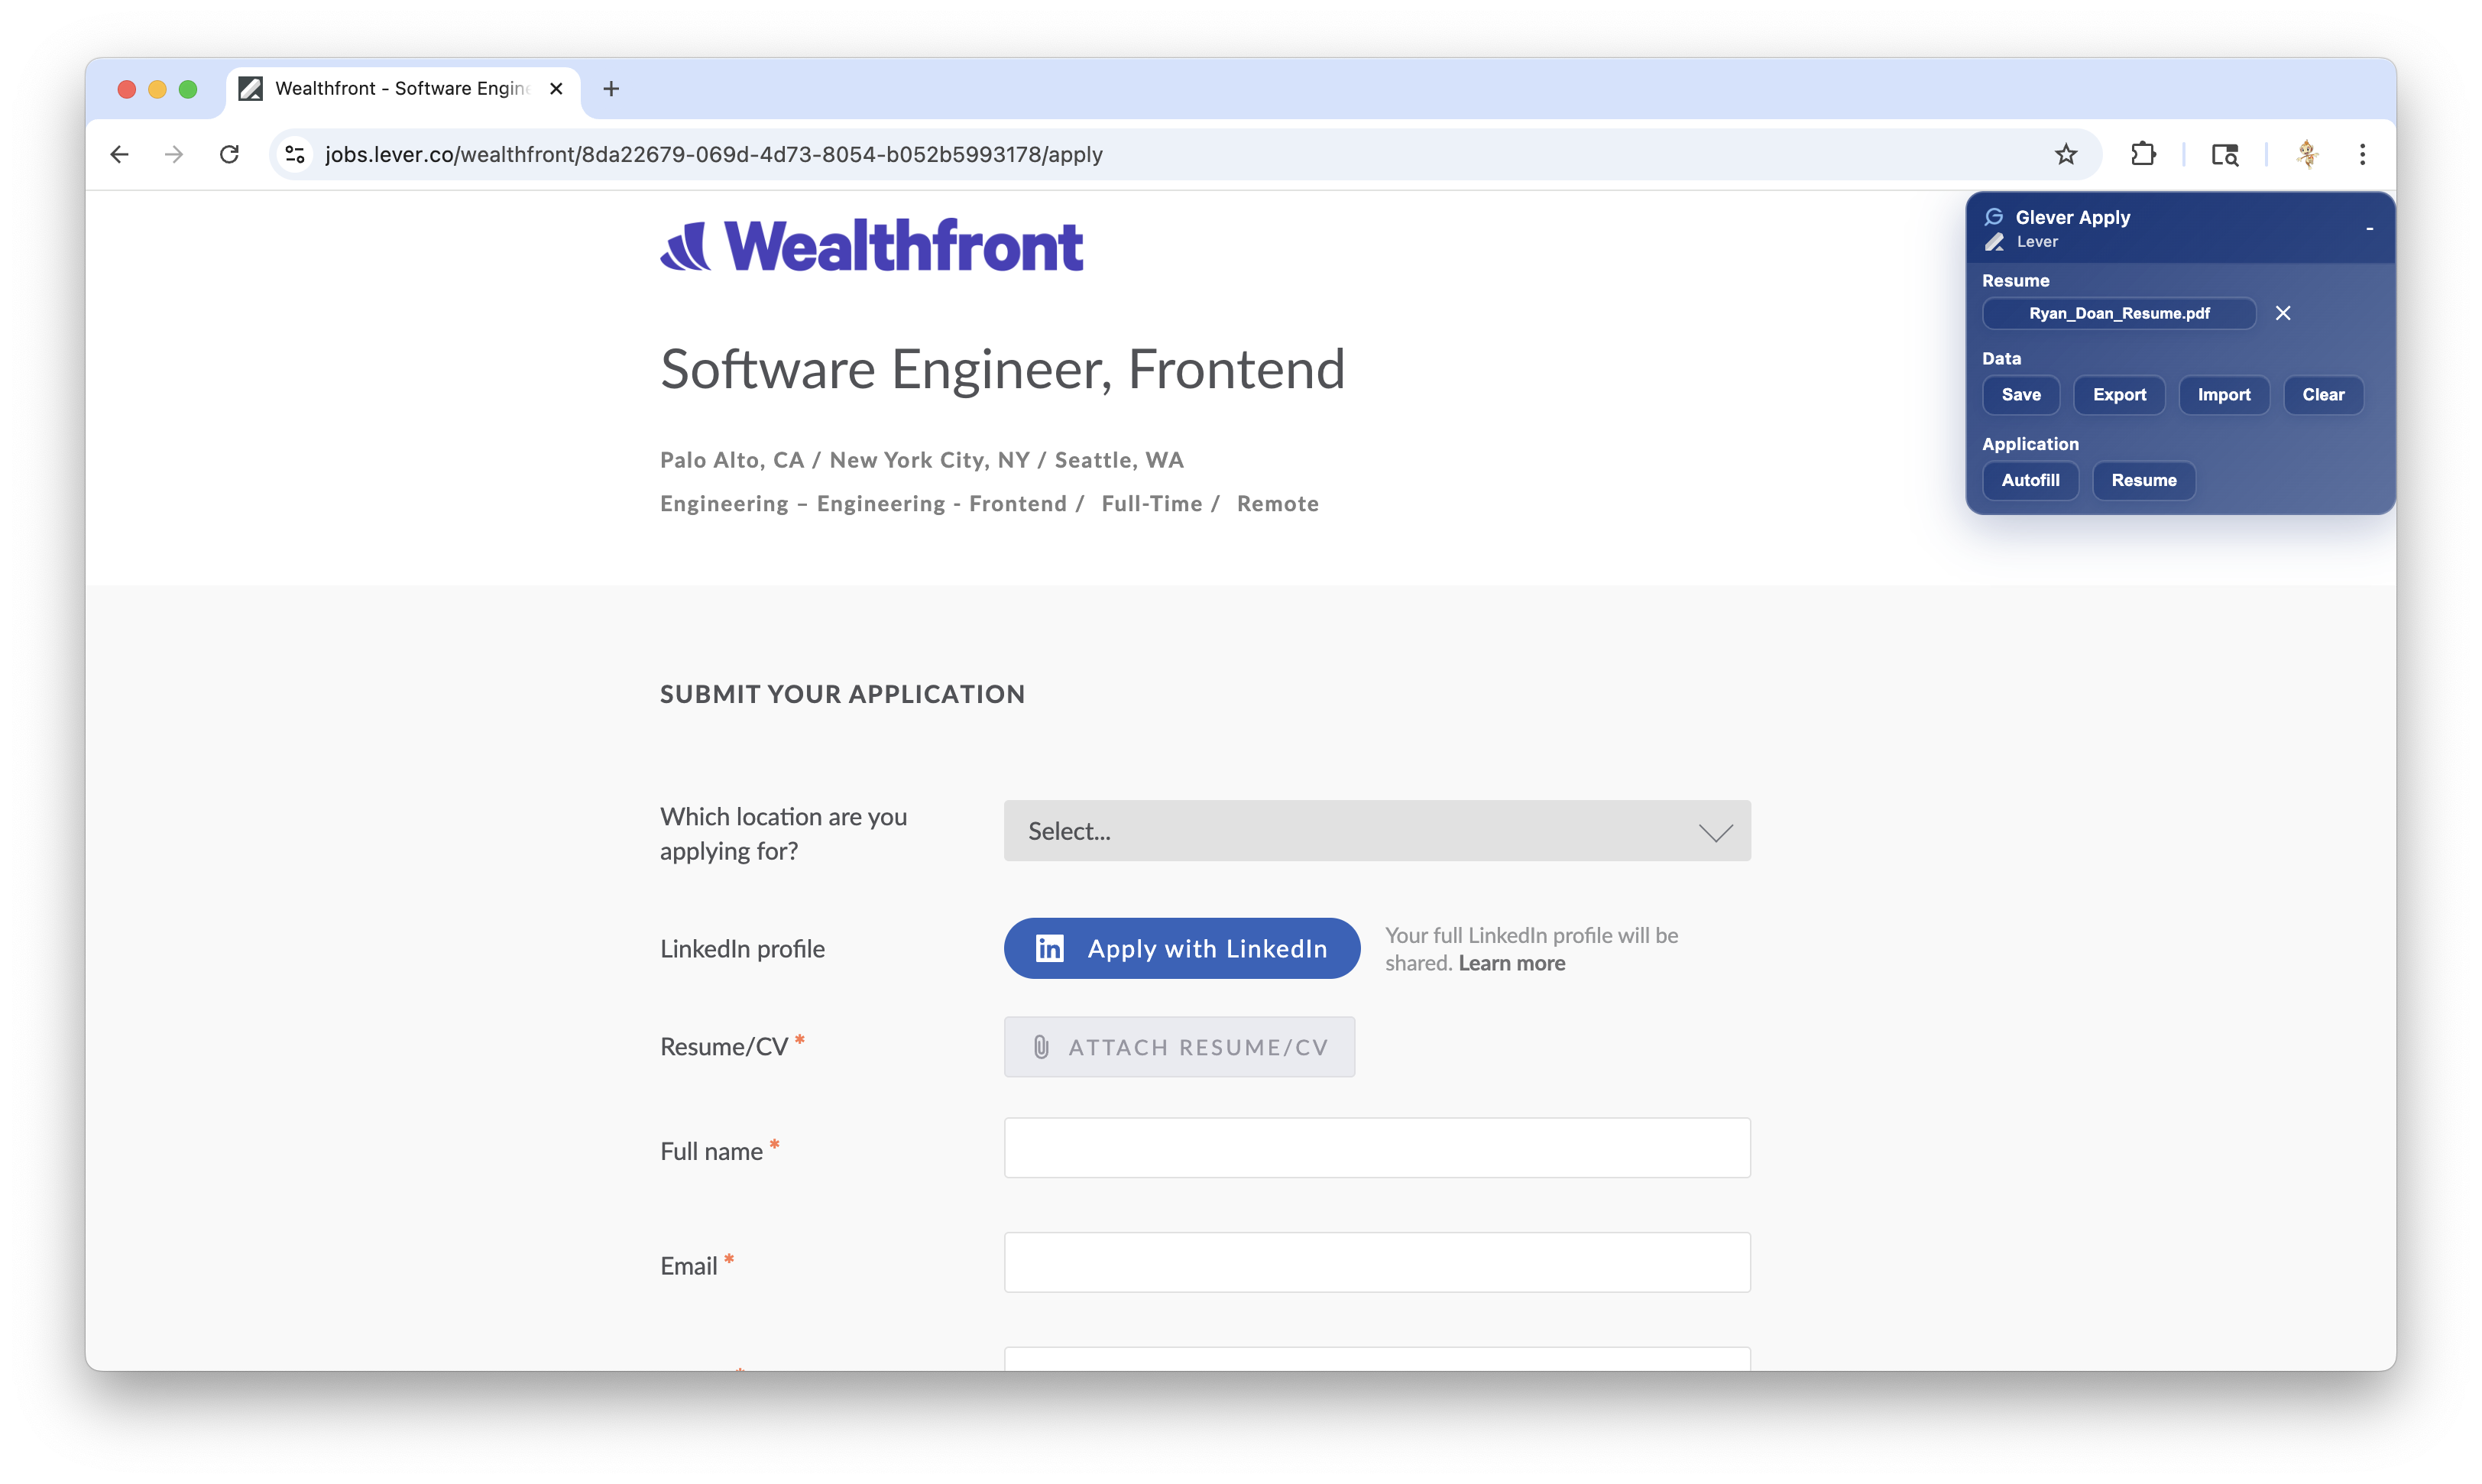 Wealthfront - Software Engine
jobs.lever.co/wealthfront/8da22679-069d-4d73-8054-b052b5993178/apply
Glever Apply
Lever
-
Resume
Ryan_Doan_Resume.pdf
Data
Save Export Import Clear
Application
Autofill Resume
Wealthfront
Software Engineer, Frontend
Palo Alto, CA / New York City, NY / Seattle, WA
Engineering – Engineering - Frontend / Full-Time / Remote
SUBMIT YOUR APPLICATION
Which location are you
applying for?
Select...
LinkedIn profile
in Apply with LinkedIn
Your full LinkedIn profile will be
shared. Learn more
Resume/CV *
ATTACH RESUME/CV
Full name *
Email *